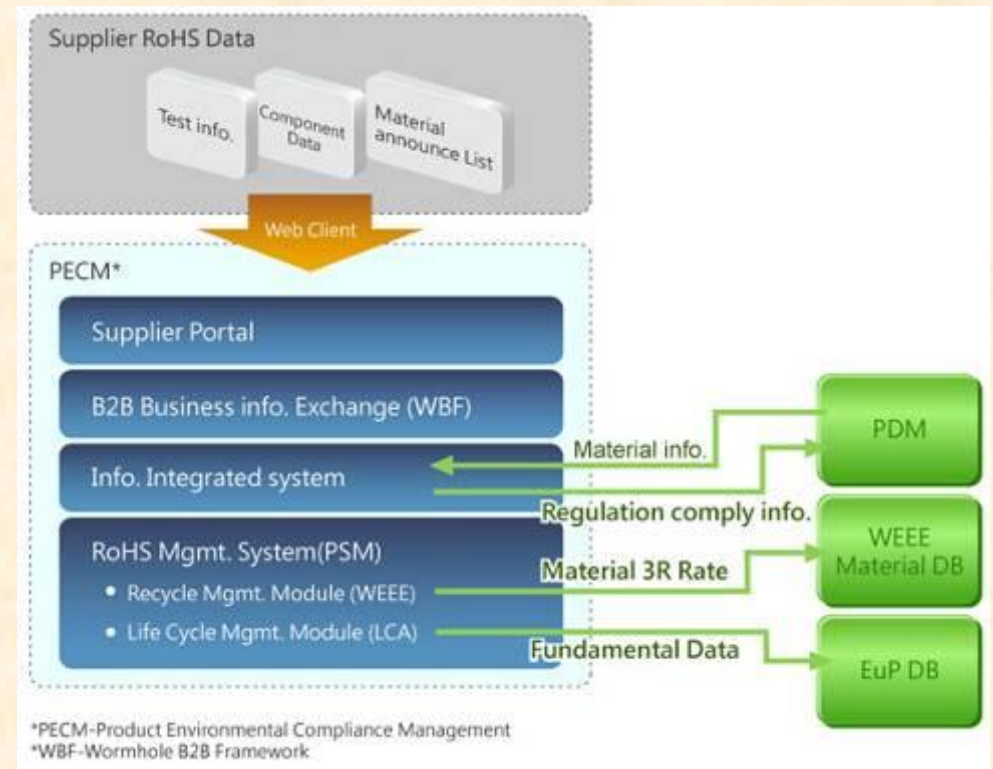 Supplier RoHS Data
Test info.
Component
Data
Material
announce List
Web Client
PECM*
Supplier Portal
B2B Business info. Exchange (WBF)
Info. Integrated system
RoHS Mgmt. System(PSM)
• Recycle Mgmt. Module (WEEE)
• Life Cycle Mgmt. Module (LCA)
Material info.
Regulation comply info.
Material 3R Rate
Fundamental Data
PDM
WEEE
Material DB
EuP DB
*PECM-Product Environmental Compliance Management
*WBF-Wormhole B2B Framework